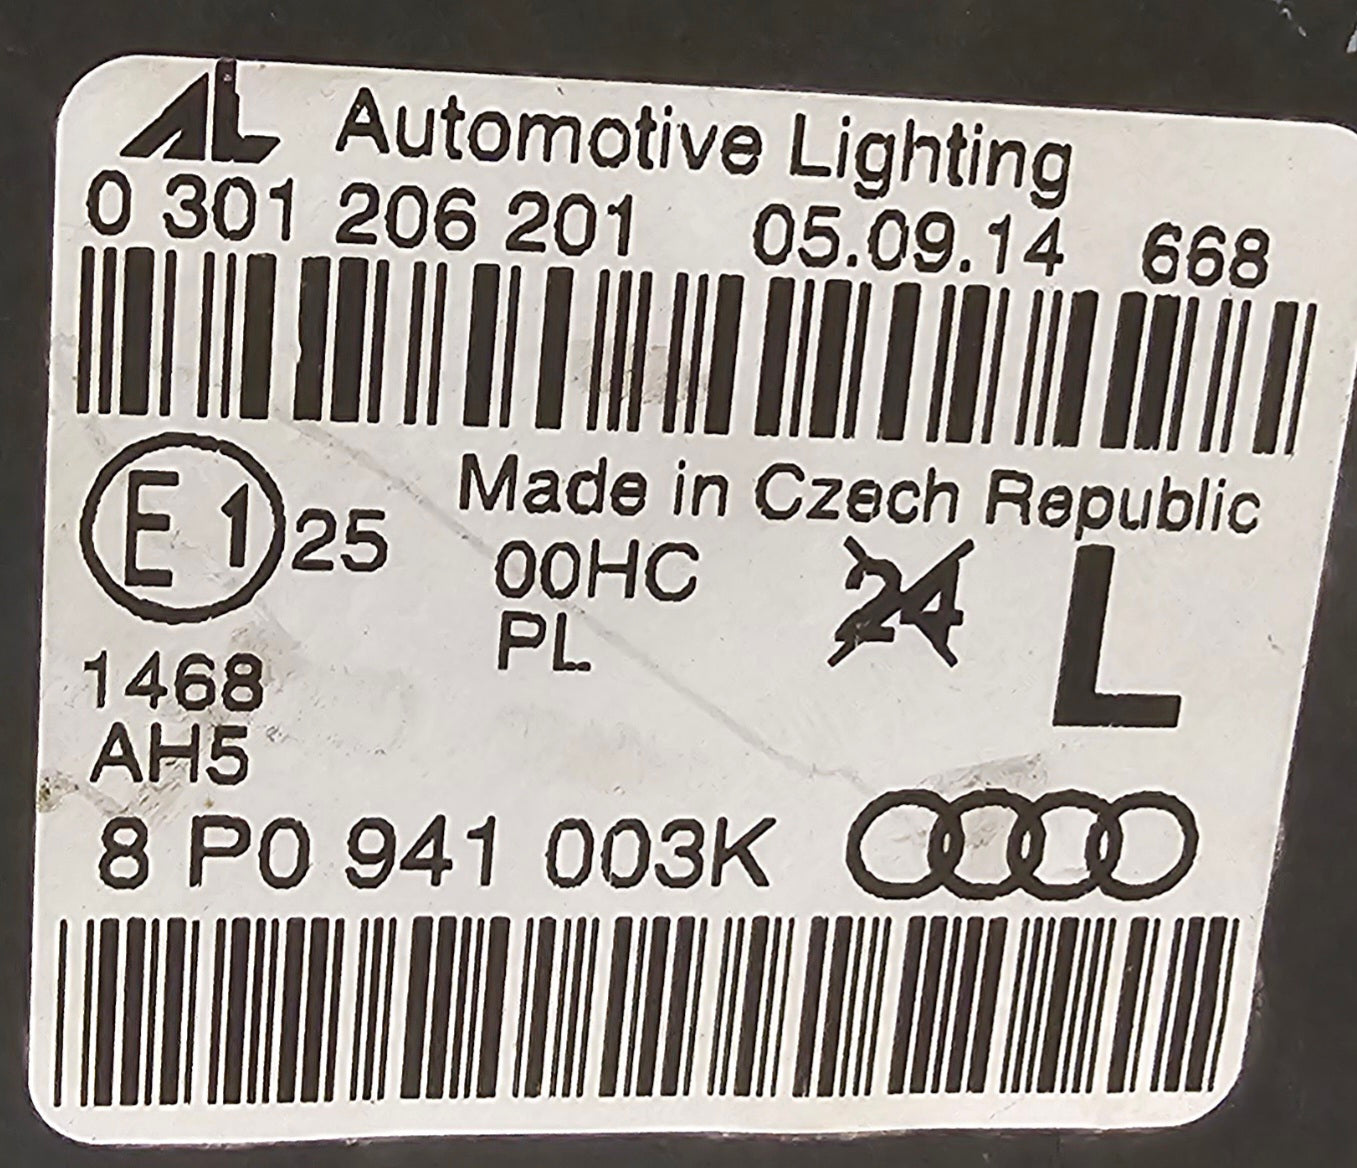 AL Automotive Lighting
0 301 206 201 05.09.14 668
Made in Czech Republic
E1 25 00HC 24 L
PL
1468
AH5
8 P0 941 003K